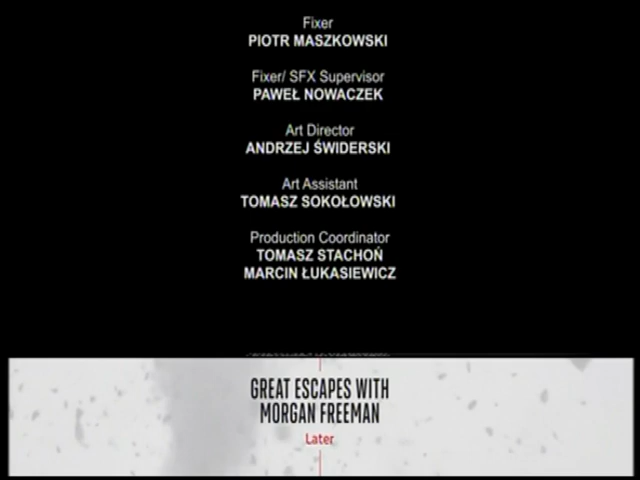 Fixer
PIOTR MASZKOWSKI
Fixer/ SFX Supervisor
PAWEŁ NOWACZEK
Art Director
ANDRZEJ ŚWIDERSKI
Art Assistant
TOMASZ SOKOŁOWSKI
Production Coordinator
TOMASZ STACHOŃ
MARCIN ŁUKASIEWICZ
GREAT ESCAPES WITH
MORGAN FREEMAN
Later